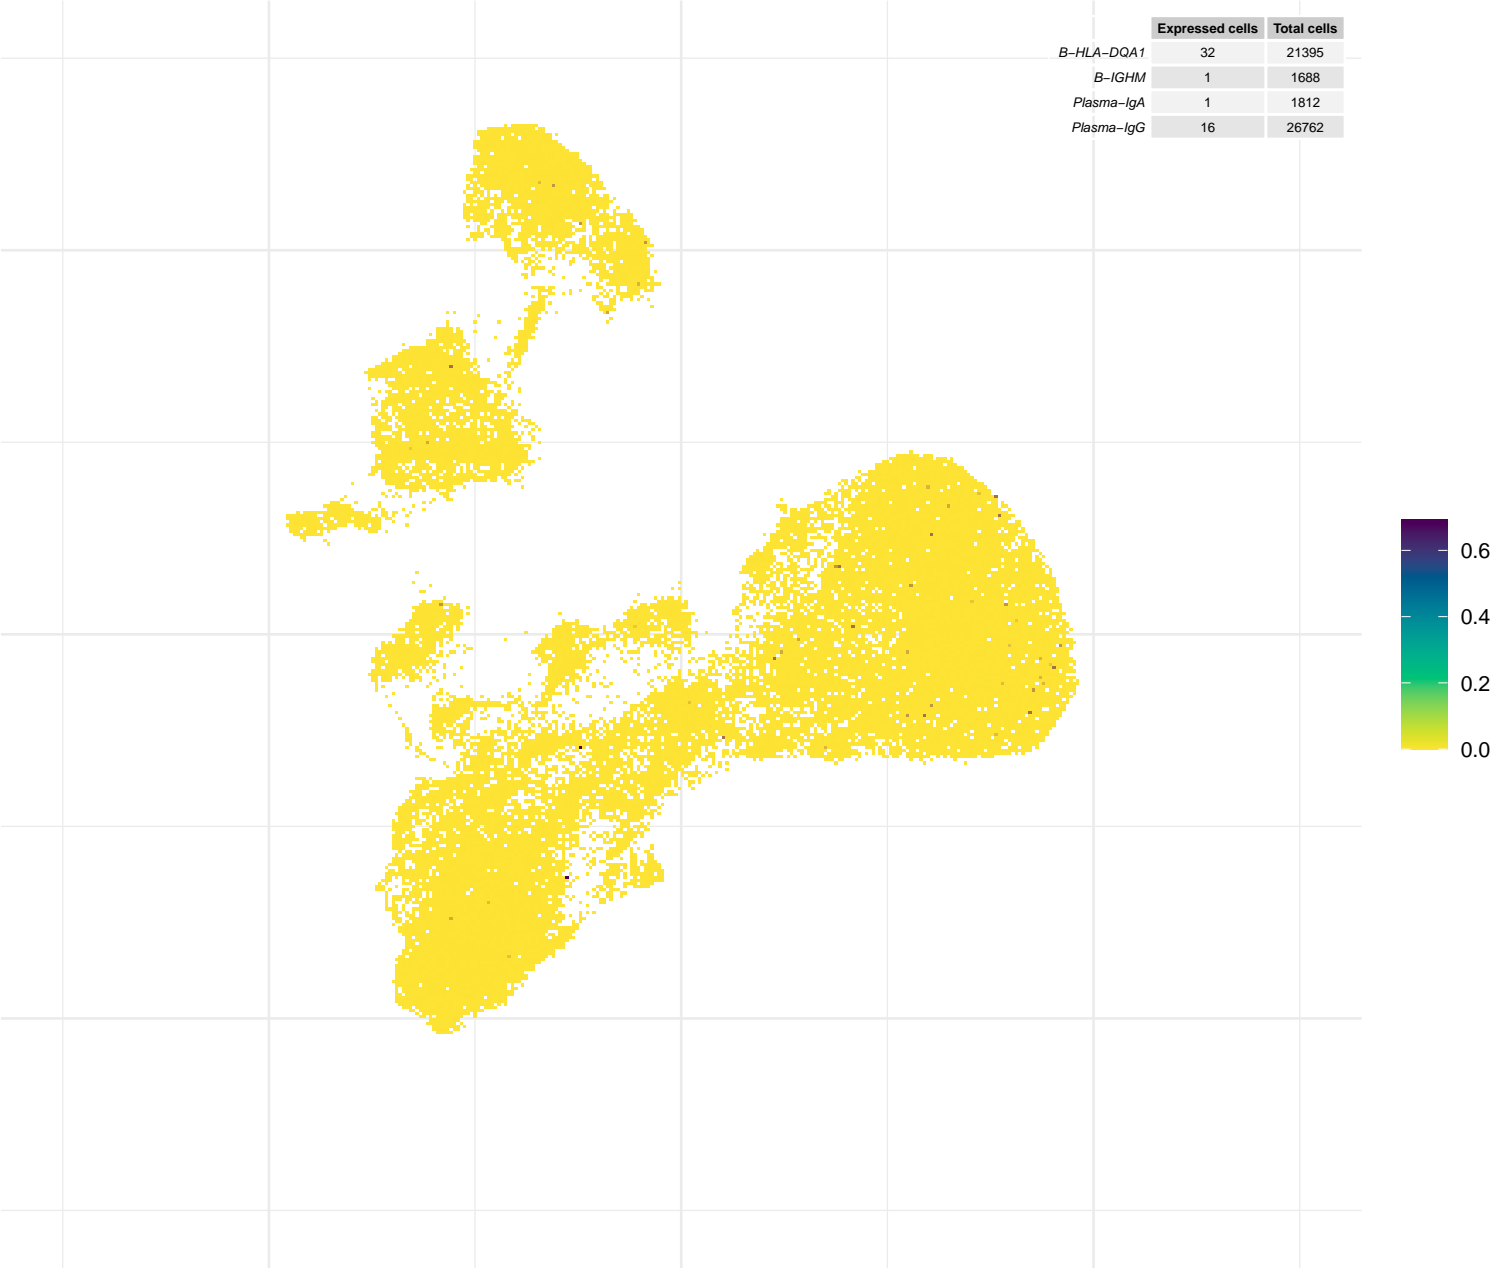 Expressed cells Total cells
B−HLA−DQA1 32 21395
B−IGHM 1 1688
Plasma−IgA 1 1812
Plasma−IgG 16 26762
0.6
0.4
0.2
0.0